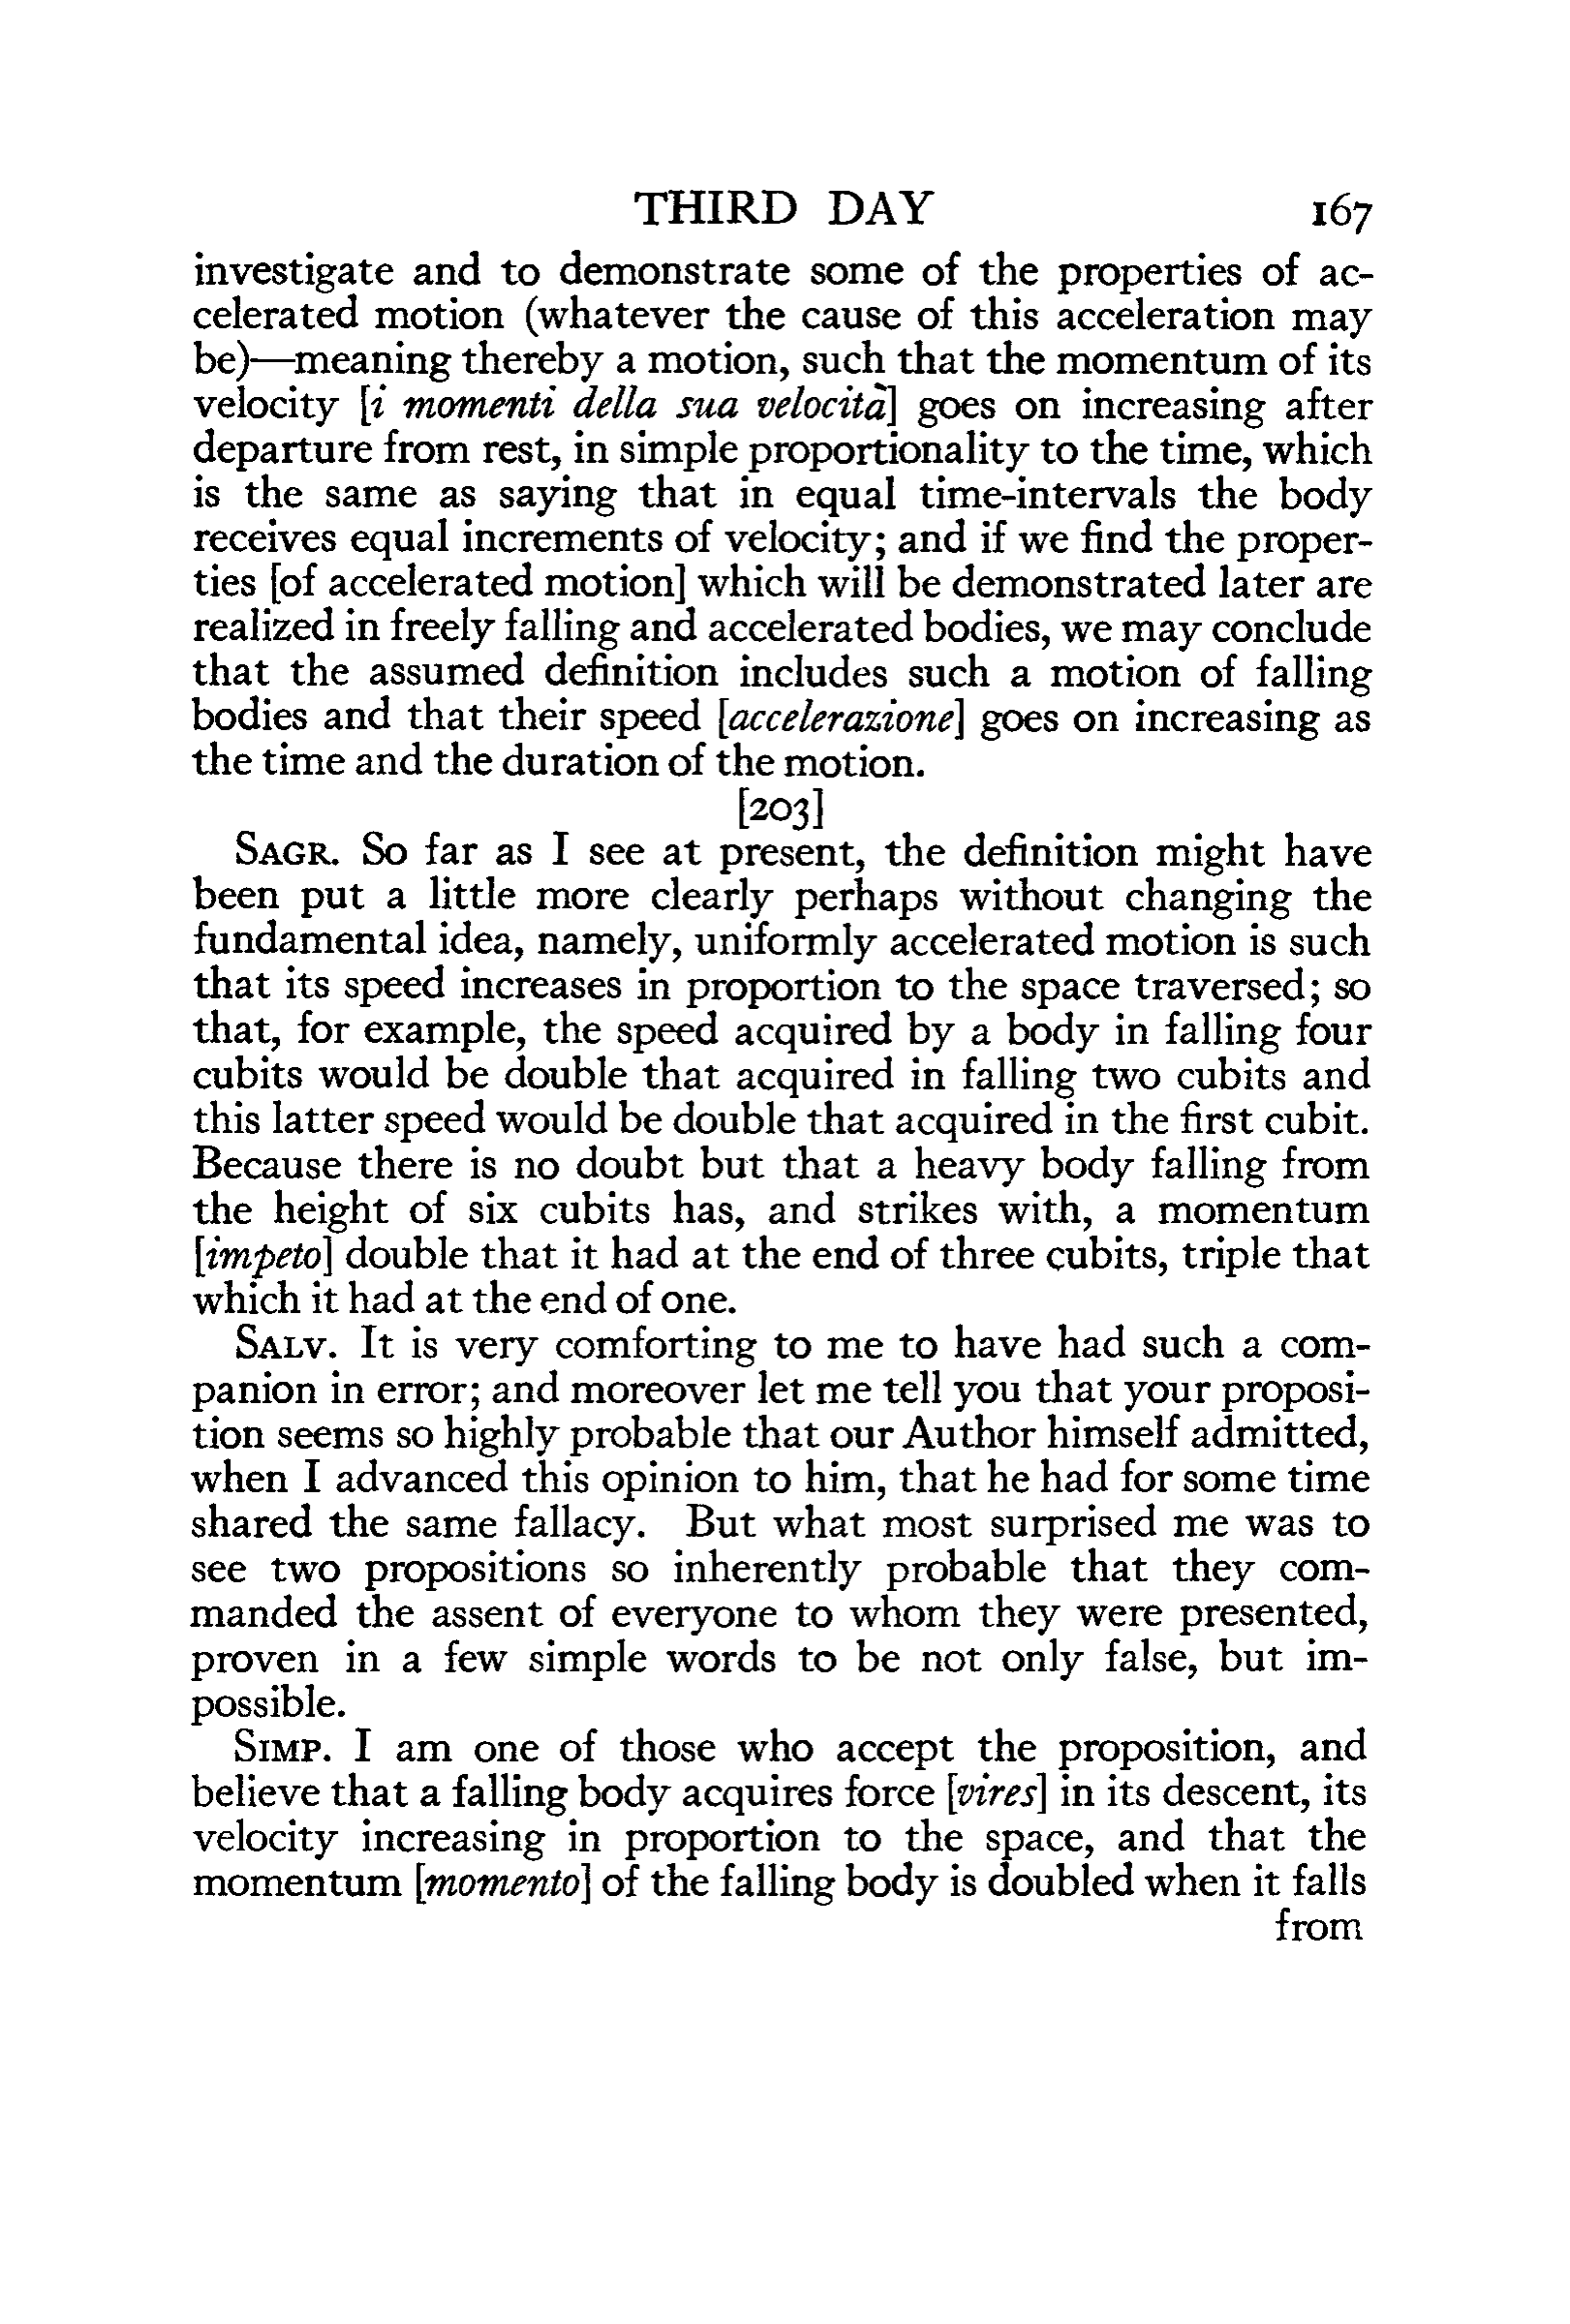 THIRD DAY 167
investigate and to demonstrate some of the properties of ac-
celerated motion (whatever the cause of this acceleration may
be)—meaning thereby a motion, such that the momentum of its
velocity [i momenti della sua velocità] goes on increasing after
departure from rest, in simple proportionality to the time, which
is the same as saying that in equal time-intervals the body
receives equal increments of velocity; and if we find the proper-
ties [of accelerated motion] which will be demonstrated later are
realized in freely falling and accelerated bodies, we may conclude
that the assumed definition includes such a motion of falling
bodies and that their speed [accelerazione] goes on increasing as
the time and the duration of the motion.
[203]
SAGR. So far as I see at present, the definition might have
been put a little more clearly perhaps without changing the
fundamental idea, namely, uniformly accelerated motion is such
that its speed increases in proportion to the space traversed; so
that, for example, the speed acquired by a body in falling four
cubits would be double that acquired in falling two cubits and
this latter speed would be double that acquired in the first cubit.
Because there is no doubt but that a heavy body falling from
the height of six cubits has, and strikes with, a momentum
[impeto] double that it had at the end of three cubits, triple that
which it had at the end of one.
SALV. It is very comforting to me to have had such a com-
panion in error; and moreover let me tell you that your proposi-
tion seems so highly probable that our Author himself admitted,
when I advanced this opinion to him, that he had for some time
shared the same fallacy. But what most surprised me was to
see two propositions so inherently probable that they com-
manded the assent of everyone to whom they were presented,
proven in a few simple words to be not only false, but im-
possible.
SIMP. I am one of those who accept the proposition, and
believe that a falling body acquires force [vires] in its descent, its
velocity increasing in proportion to the space, and that the
momentum [momento] of the falling body is doubled when it falls
from